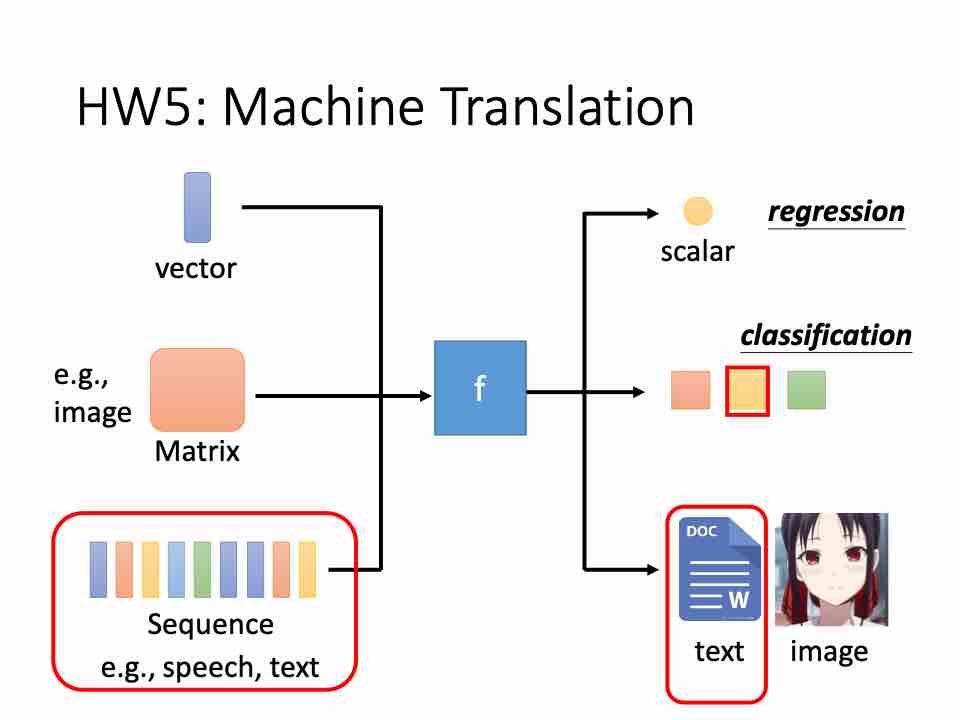 HW5: Machine Translation
vector
e.g.,
image
Matrix
Sequence
e.g., speech, text
f
scalar
regression
classification
DOC
W
text
image